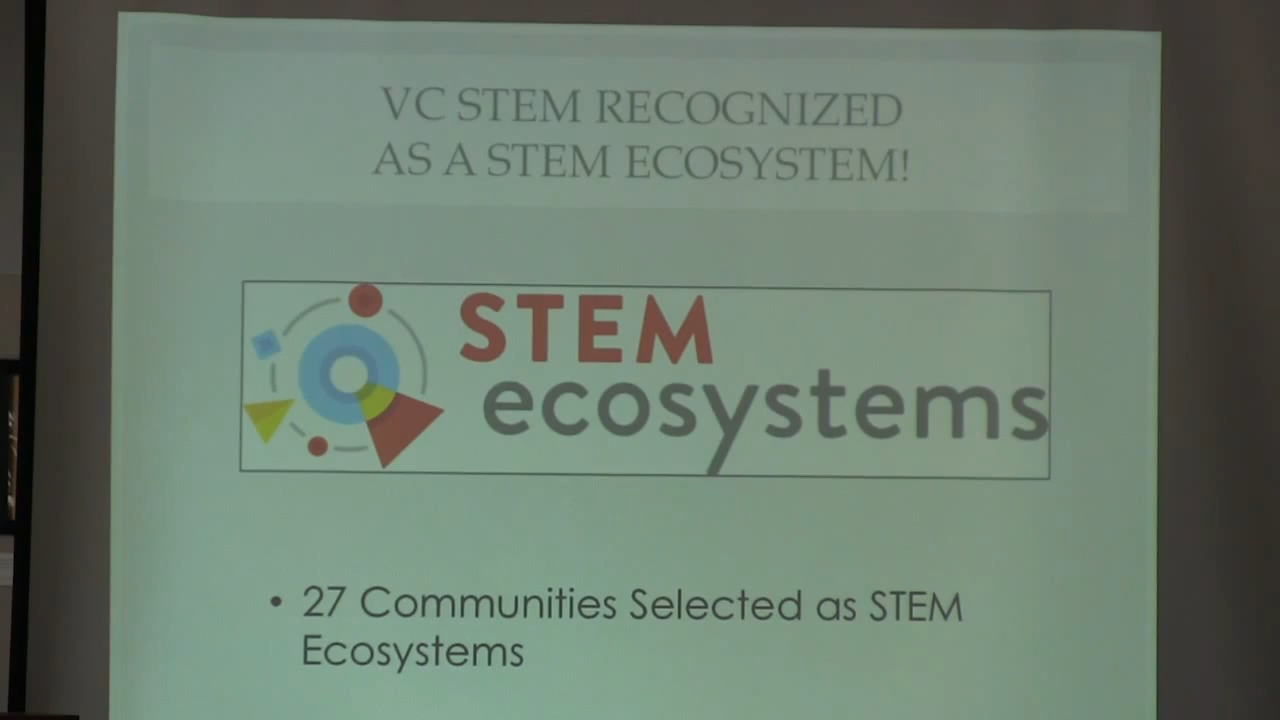 VC STEM RECOGNIZED
AS A STEM ECOSYSTEM!
STEM
ecosystems
• 27 Communities Selected as STEM
Ecosystems